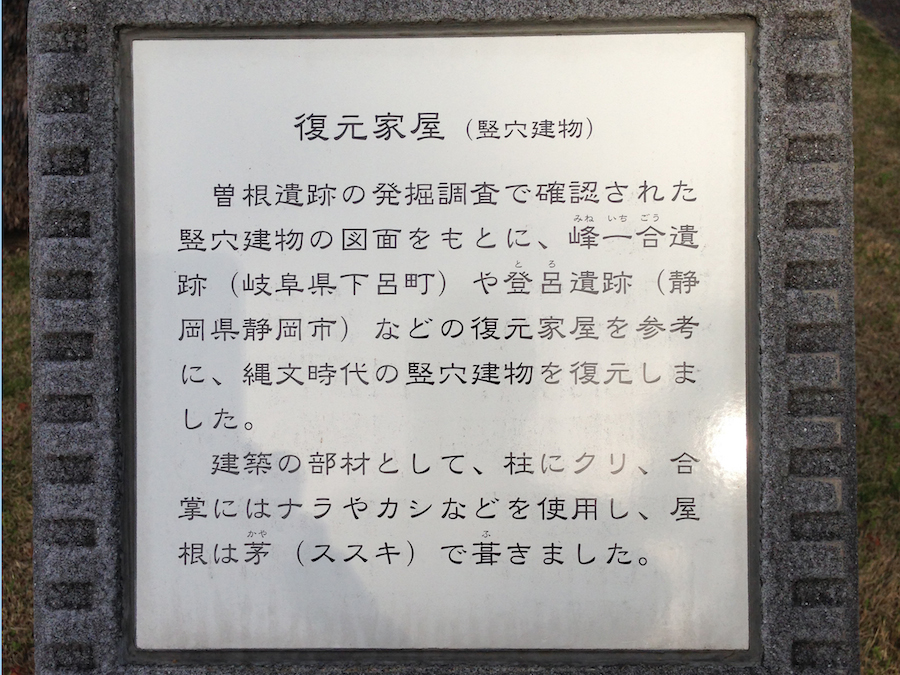 復元家屋（竪穴建物）
曽根遺跡の発掘調査で確認された
竪穴建物の図面をもとに、峰一合遺
跡（岐阜県下呂町）や登呂遺跡（静
岡県静岡市）などの復元家屋を参考
に、縄文時代の竪穴建物を復元しま
した。
建築の部材として、柱にクリ、合
掌にはナラやカシなどを使用し、屋
根は茅（ススキ）で葺きました。